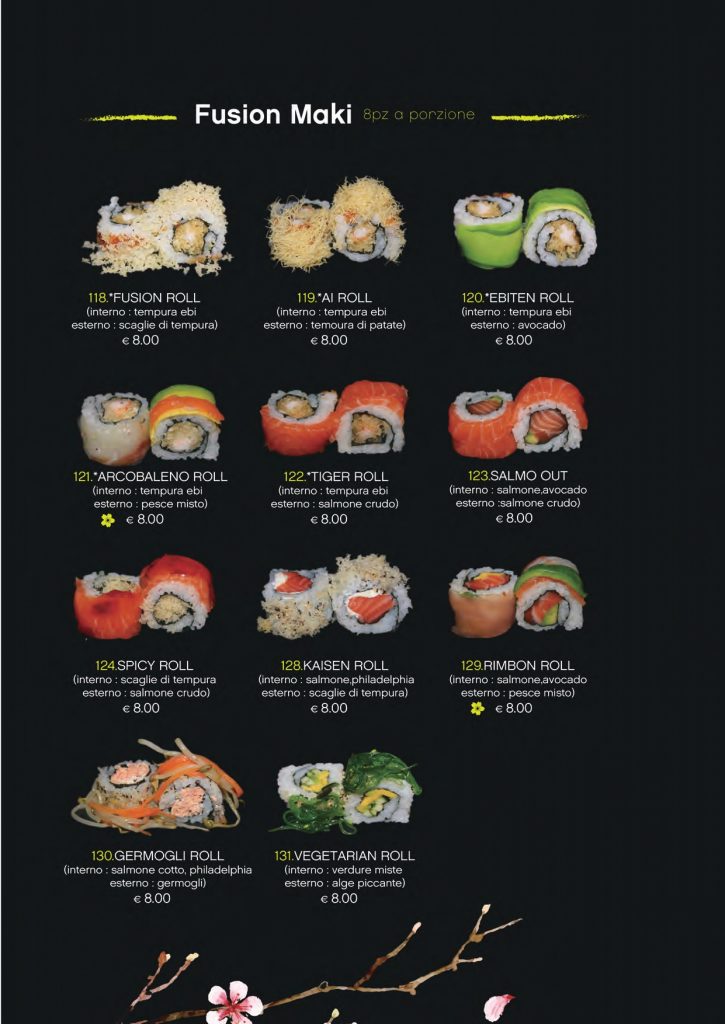 Fusion Maki 8pz a porzione
118.*FUSION ROLL
(interno : tempura ebi
esterno : scaglie di tempura)
€ 8.00
119.*AI ROLL
(interno : tempura ebi
esterno : temoura di patate)
€ 8.00
120.*EBITEN ROLL
(interno : tempura ebi
esterno : avocado)
€ 8.00
121.*ARCOBALENO ROLL
(interno : tempura ebi
esterno : pesce misto)
€ 8.00
122.*TIGER ROLL
(interno : tempura ebi
esterno : salmone crudo)
€ 8.00
123.SALMO OUT
(interno : salmone,avocado
esterno :salmone crudo)
€ 8.00
124.SPICY ROLL
(interno : scaglie di tempura
esterno : salmone crudo)
€ 8.00
128.KAISEN ROLL
(interno : salmone,philadelphia
esterno : scaglie di tempura)
€ 8.00
129.RIMBON ROLL
(interno : salmone,avocado
esterno : pesce misto)
€ 8.00
130.GERMOGLI ROLL
(interno : salmone cotto, philadelphia
esterno : germogli)
€ 8.00
131.VEGETARIAN ROLL
(interno : verdure miste
esterno : alge piccante)
€ 8.00